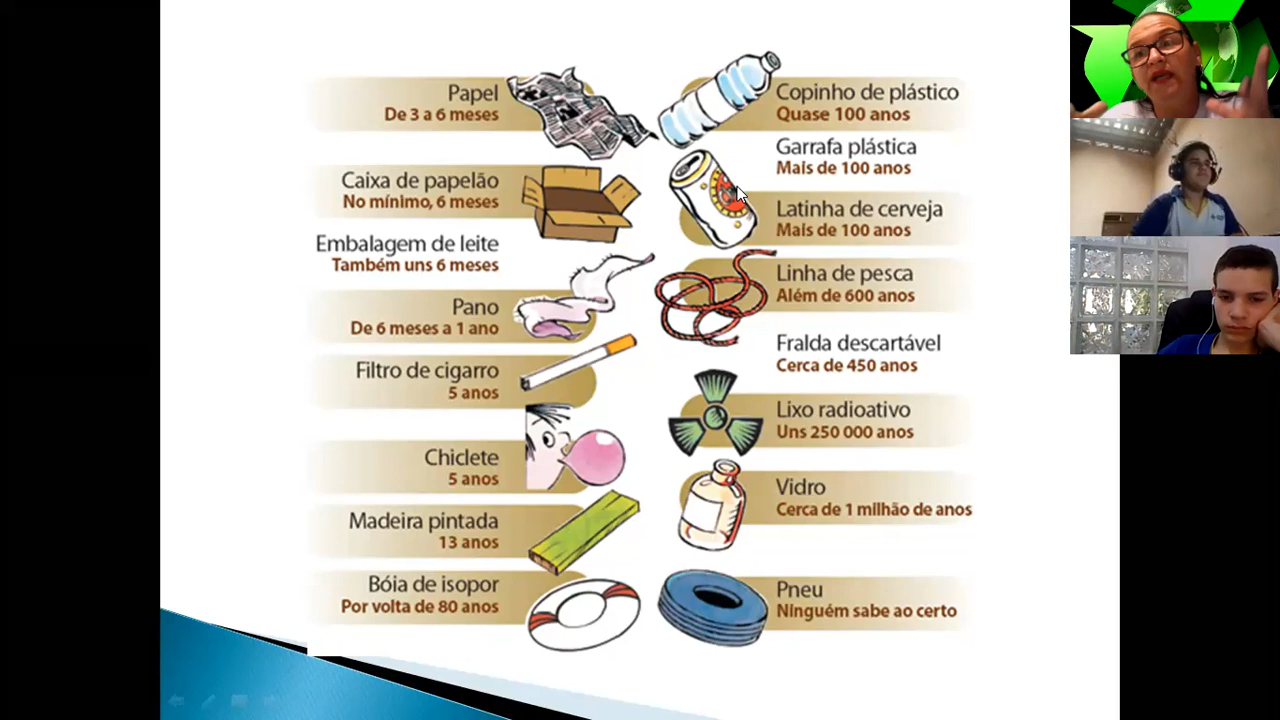 Papel
De 3 a 6 meses
Caixa de papelão
No mínimo, 6 meses
Embalagem de leite
Também uns 6 meses
Pano
De 6 meses a 1 ano
Filtro de cigarro
5 anos
Chiclete
5 anos
Madeira pintada
13 anos
Bóia de isopor
Por volta de 80 anos
Copinho de plástico
Quase 100 anos
Garrafa plástica
Mais de 100 anos
Latinha de cerveja
Mais de 100 anos
Linha de pesca
Além de 600 anos
Fralda descartável
Cerca de 450 anos
Lixo radioativo
Uns 250 000 anos
Vidro
Cerca de 1 milhão de anos
Pneu
Ninguém sabe ao certo